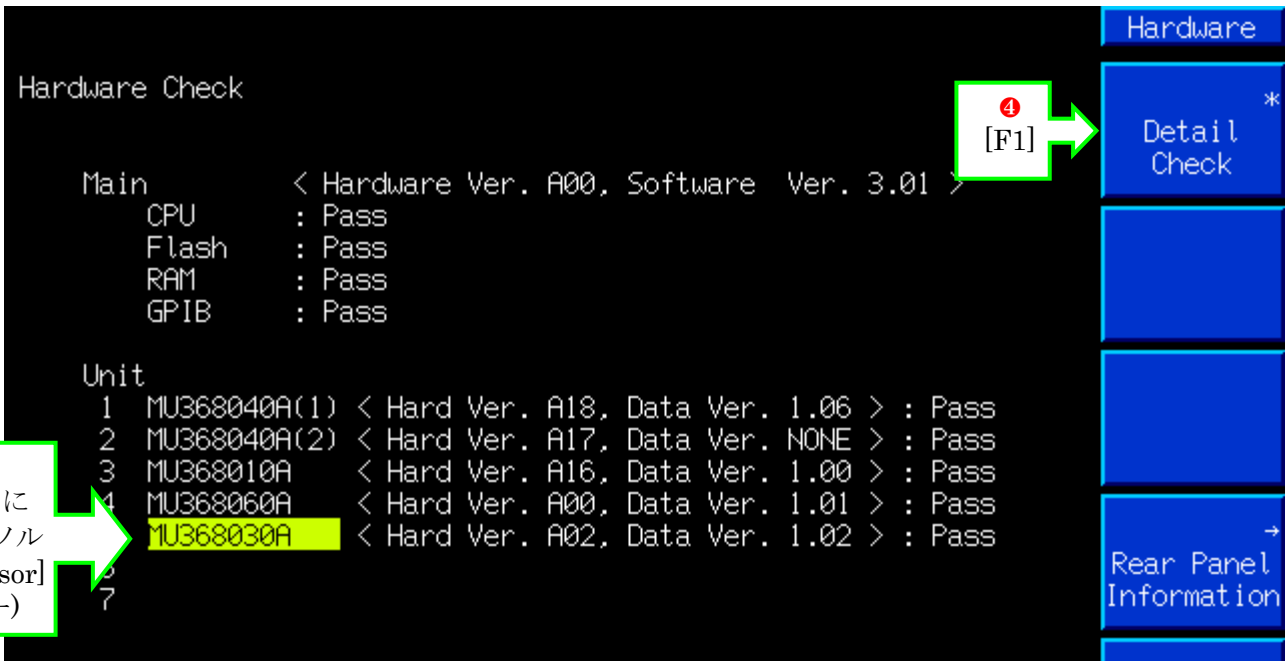 Hardware
Hardware Check
❹
[F1]
*
Detail
Check
Main < Hardware Ver. A00, Software Ver. 3.01 >
CPU : Pass
Flash : Pass
RAM : Pass
GPIB : Pass
Unit
1 MU368040A(1) < Hard Ver. A18, Data Ver. 1.06 > : Pass
2 MU368040A(2) < Hard Ver. A17, Data Ver. NONE > : Pass
3 MU368010A < Hard Ver. A16, Data Ver. 1.00 > : Pass
4 MU368060A < Hard Ver. A00, Data Ver. 1.01 > : Pass
MU368030A < Hard Ver. A02, Data Ver. 1.02 > : Pass
7
に
ソル
sor]
→
Rear Panel
Information